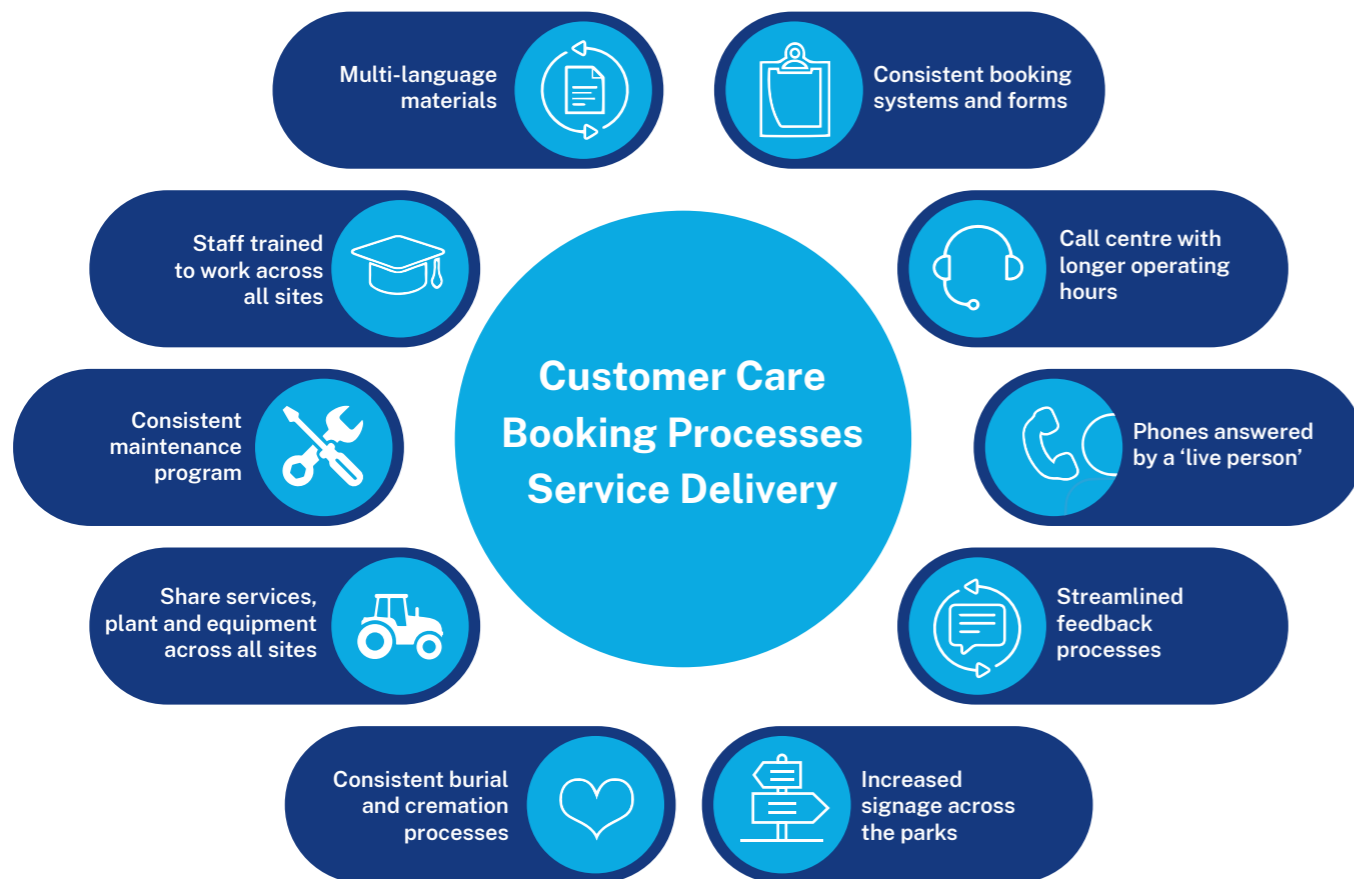 Multi-language
materials
Consistent booking
systems and forms
Staff trained
to work across
all sites
Call centre with
longer operating
hours
Customer Care
Booking Processes
Service Delivery
Consistent
maintenance
program
Phones answered
by a ‘live person’
Share services,
plant and equipment
across all sites
Streamlined
feedback
processes
Consistent burial
and cremation
processes
Increased
signage across
the parks